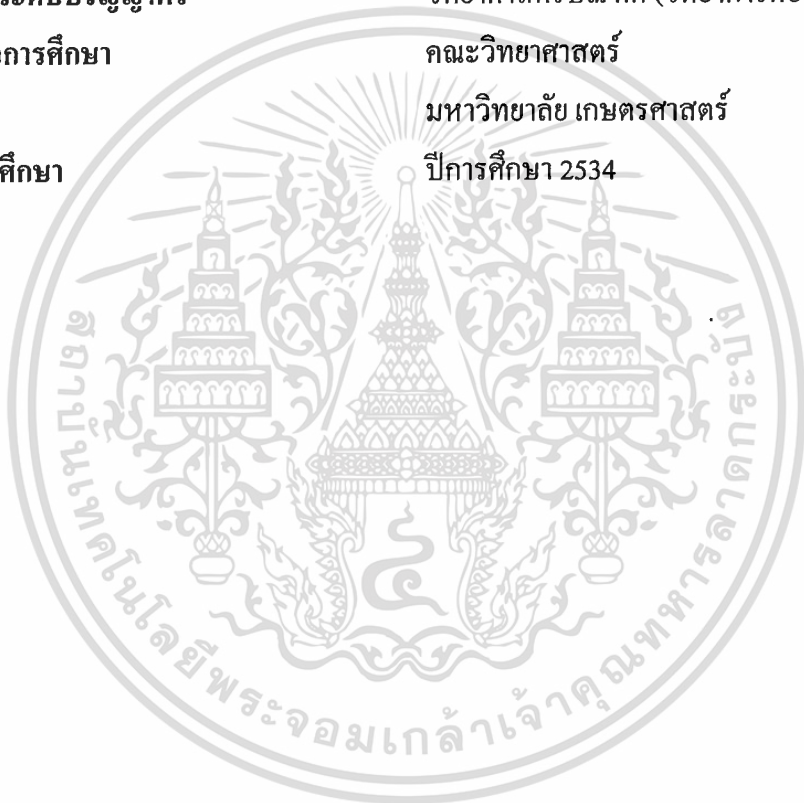 การศึกษา คณะวิทยาศาสตร์
มหาวิทยาลัย เกษตรศาสตร์
ศึกษา ปีการศึกษา 2534
สถาบันเทคโนโลยีพระจอมเกล้าเจ้าคุณทหารลาดกระบัง
๔